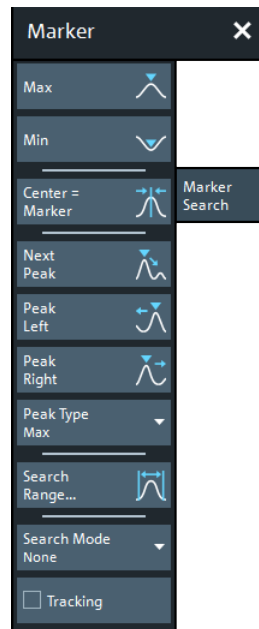 Marker
Max
Min
Center =
Marker
Marker
Search
Next
Peak
Peak
Left
Peak
Right
Peak Type
Max
Search
Range...
Search Mode
None
Tracking